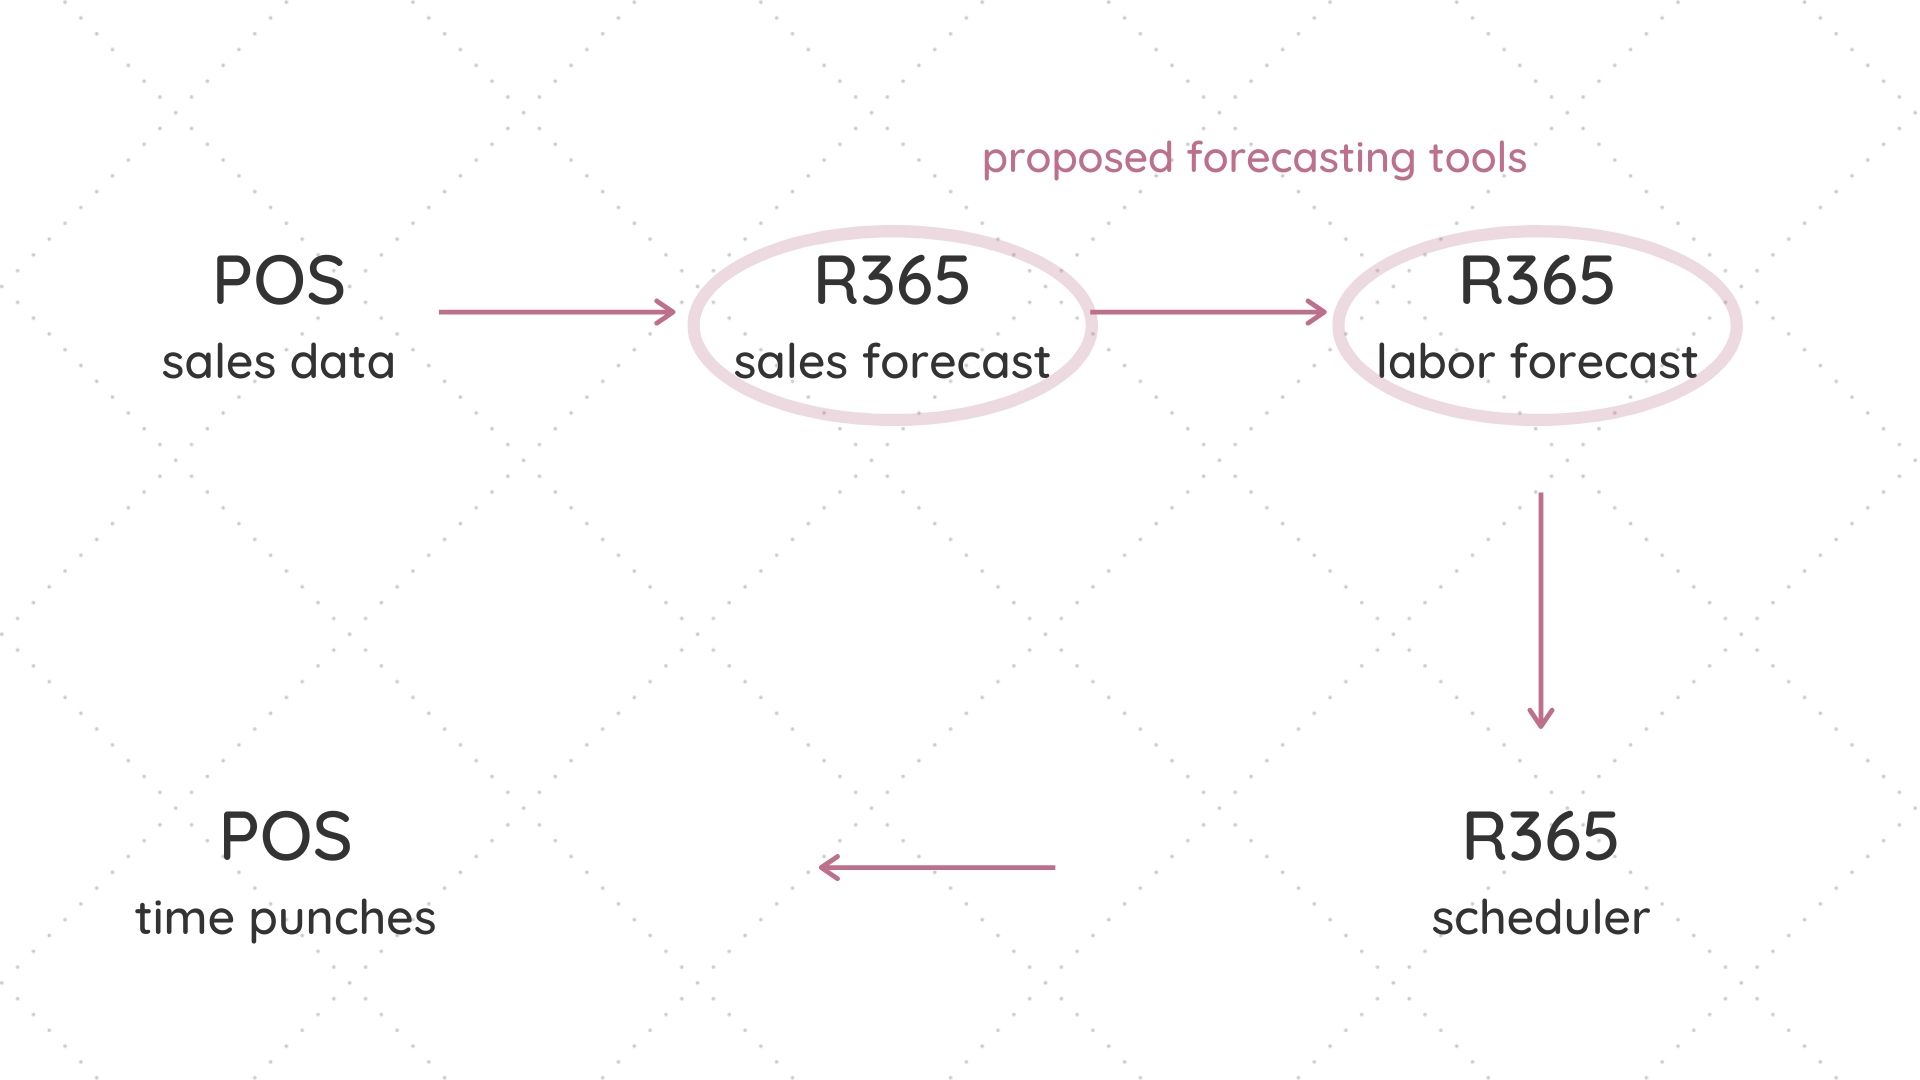 proposed forecasting tools
POS
sales data
R365
sales forecast
R365
labor forecast
POS
time punches
R365
scheduler